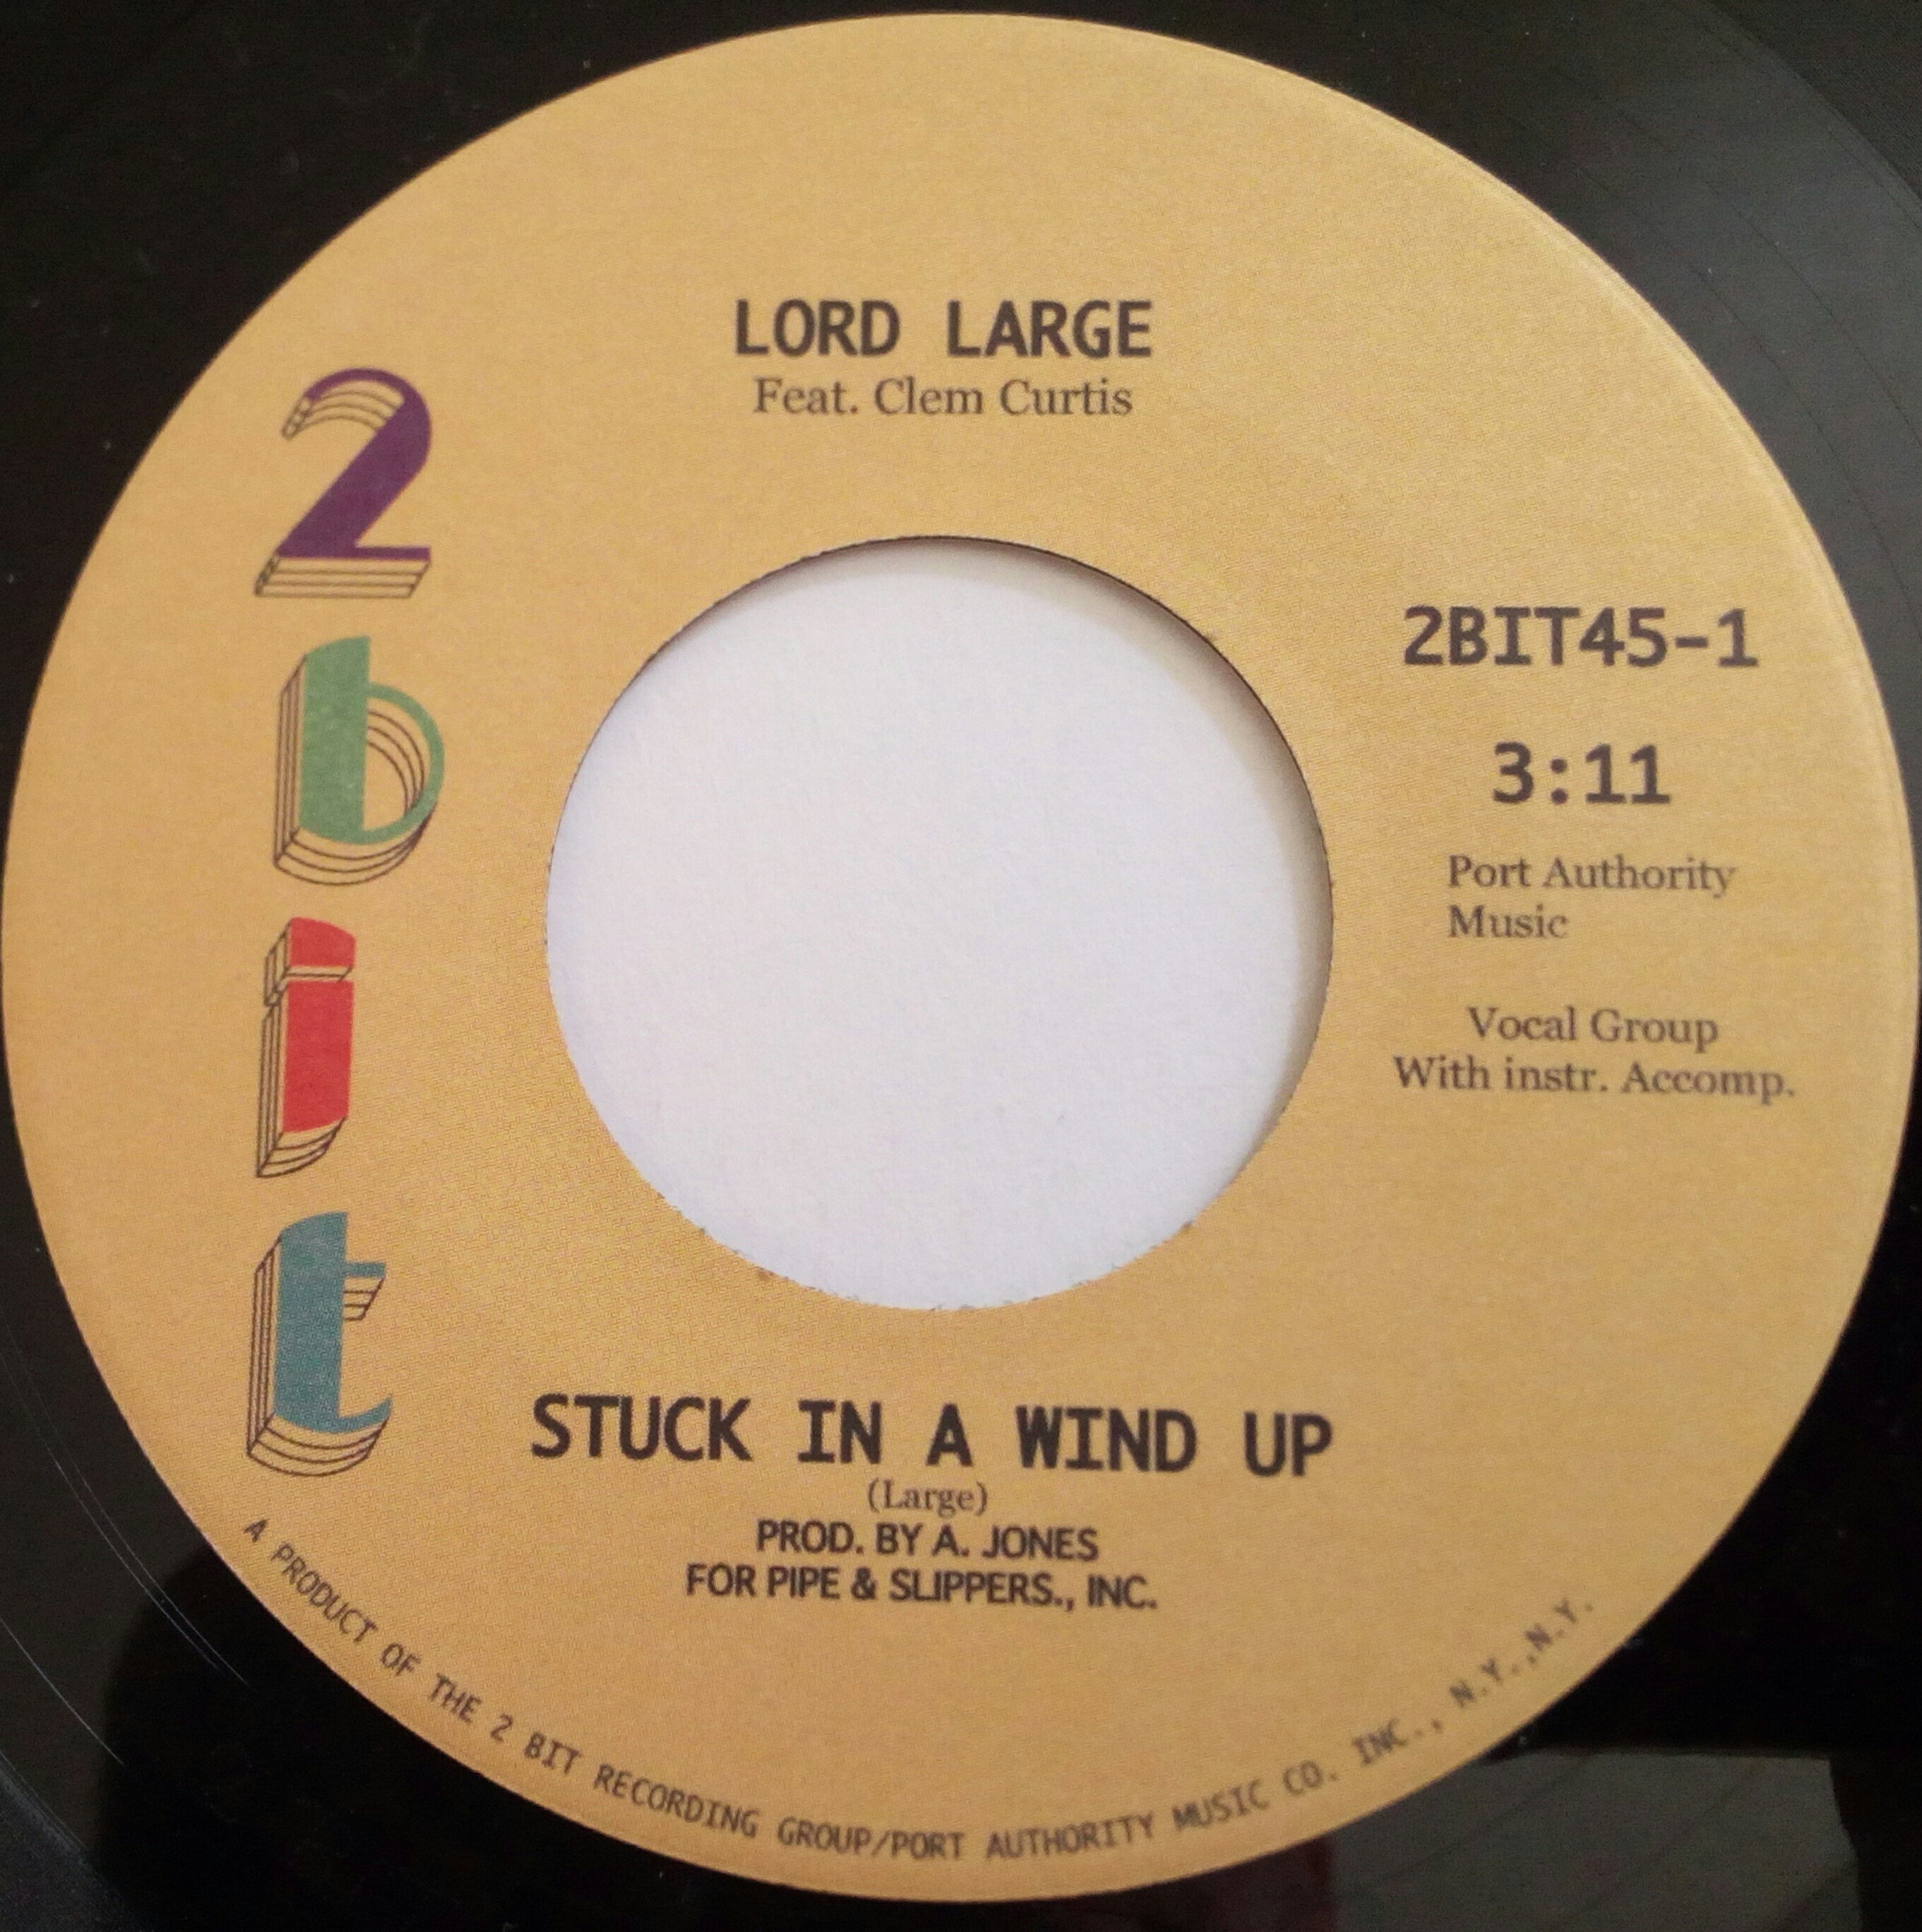 LORD LARGE
Feat. Clem Curtis
2
b
i
t
2BIT45-1
3:11
Port Authority
Music
Vocal Group
With instr. Accomp.
STUCK IN A WIND UP
(Large)
PROD. BY A. JONES
FOR PIPE & SLIPPERS., INC.
A PRODUCT OF THE 2 BIT RECORDING GROUP/PORT AUTHORITY MUSIC CO. INC., N.Y.,N.Y.